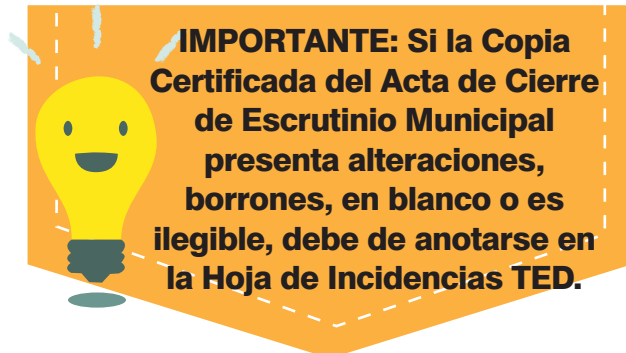 IMPORTANTE: Si la Copia
Certificada del Acta de Cierre
de Escrutinio Municipal
presenta alteraciones,
borrones, en blanco o es
ilegible, debe de anotarse en
la Hoja de Incidencias TED.